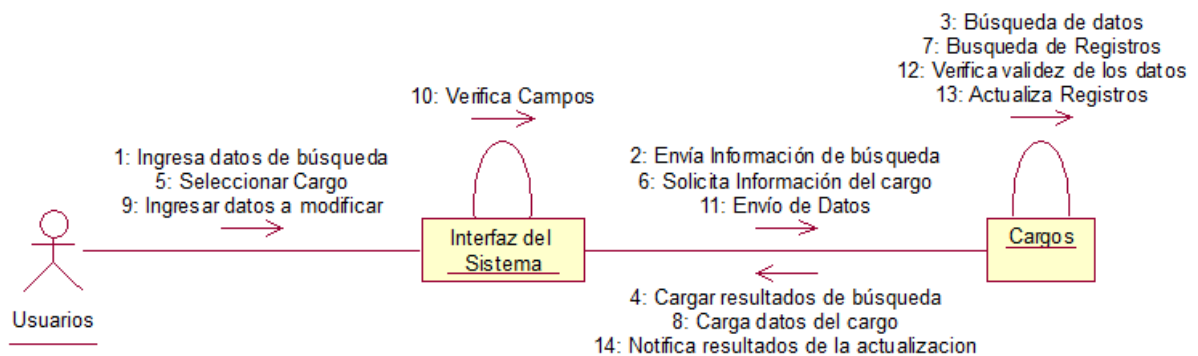 3: Búsqueda de datos
7: Busqueda de Registros
12: Verifica validez de los datos
13: Actualiza Registros
10: Verifica Campos
1: Ingresa datos de búsqueda
5: Seleccionar Cargo
9: Ingresar datos a modificar
2: Envía Información de búsqueda
6: Solicita Información del cargo
11: Envío de Datos
Interfaz del
Sistema
Cargos
Usuarios
4: Cargar resultados de búsqueda
8: Carga datos del cargo
14: Notifica resultados de la actualizacion